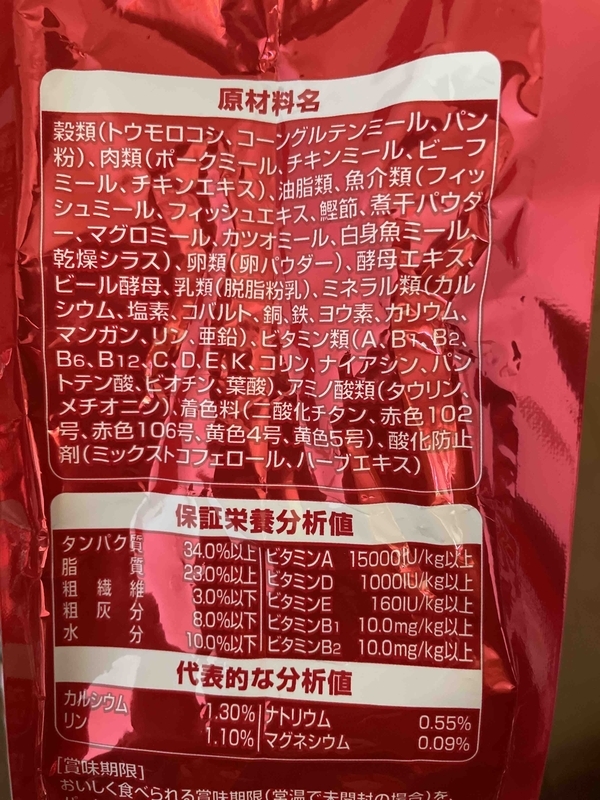 原材料名
穀類(トウモロコシ、コーングルテンミール、パン
粉)、肉類(ポークミール、チキンミール、ビーフ
ミール、チキンエキス)、油脂類、魚介類(フィッ
シュミール、フィッシュエキス、鰹節、煮干パウダ
ー、マグロミール、カツオミール、白身魚ミール、
乾燥シラス)、卵類(卵パウダー)、酵母エキス、
ビール酵母、乳類(脱脂粉乳)、ミネラル類(カル
シウム、塩素、コバルト、銅、鉄、ヨウ素、カリウム、
マンガン、リン、亜鉛)、ビタミン類(A、B1、B2、
B6、B12、C、D、E、K、コリン、ナイアシン、パン
トテン酸、ビオチン、葉酸)、アミノ酸類(タウリン、
メチオニン)、着色料(二酸化チタン、赤色102
号、赤色106号、黄色4号、黄色5号)、酸化防止
剤(ミックストコフェロール、ハーブエキス)
保証栄養分析値
タンパク質 34.0%以上 ビタミンA 15000IU/kg以上
脂質 23.0%以上 ビタミンD 1000IU/kg以上
粗繊維 3.0%以下 ビタミンE 160IU/kg以上
粗灰分 8.0%以下 ビタミンB1 10.0mg/kg以上
水分 10.0%以下 ビタミンB2 10.0mg/kg以上
代表的な分析値
カルシウム 1.30% ナトリウム 0.55%
リン 1.10% マグネシウム 0.09%
[賞味期限]
おいしく食べられる賞味期限(常温で未開封の場合)を、